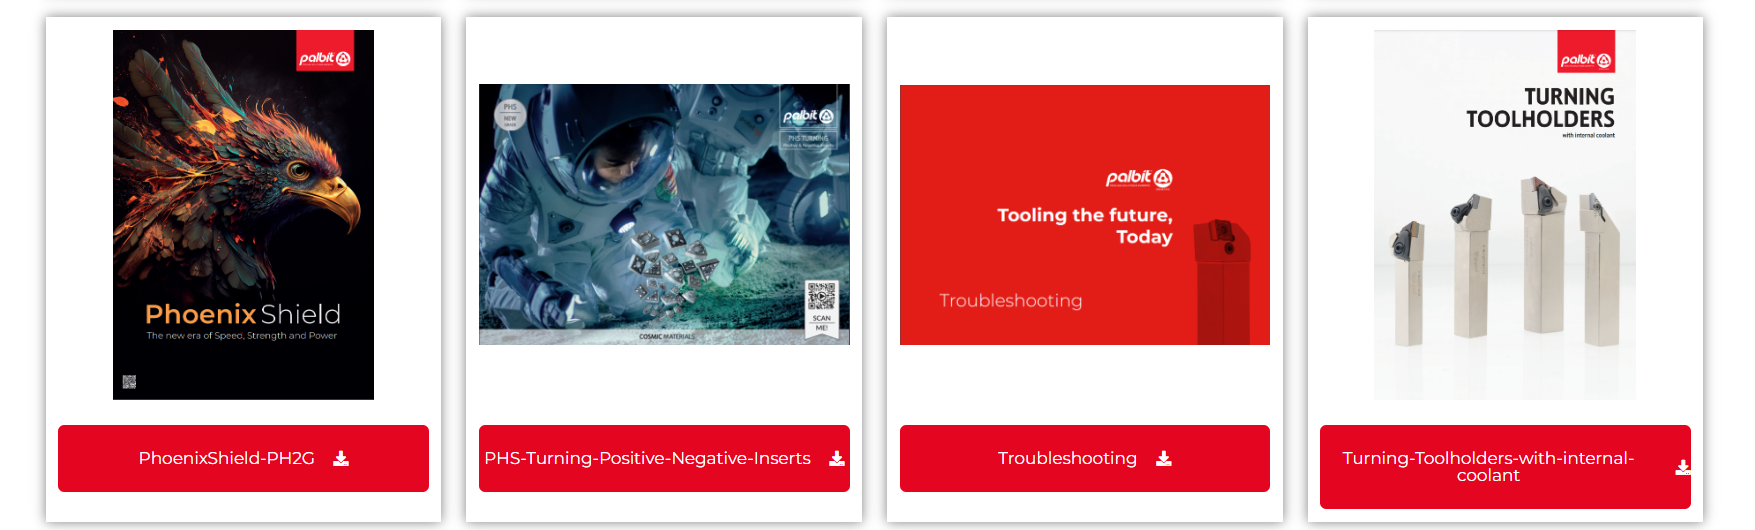 palbit
PhoenixShield
The new era of Speed, Strength and Power
PhoenixShield-PH2G
PHS
NEW
GRADE
palbit
PHS TURNING
SCAN
ME!
COSMIC MATERIALS
PHS-Turning-Positive-Negative-Inserts
palbit
Tooling the future,
Today
Troubleshooting
Troubleshooting
palbit
TURNING
TOOLHOLDERS
with internal coolant
Turning-Toolholders-with-internal-
coolant